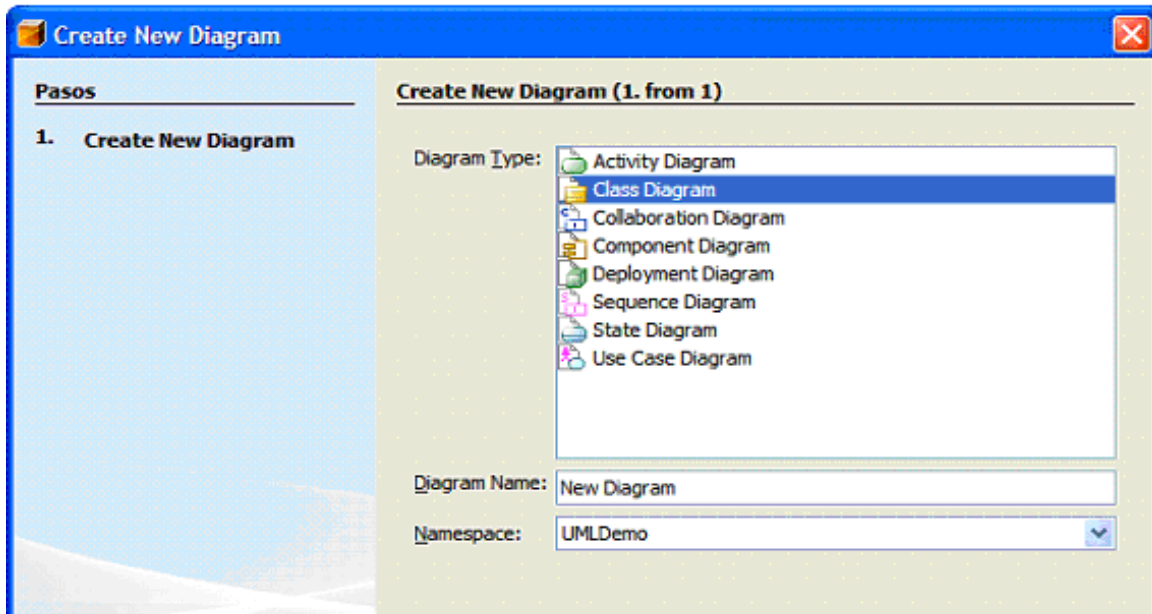 Create New Diagram
Pasos
1. Create New Diagram
Create New Diagram (1. from 1)
Diagram Type:
Activity Diagram
Class Diagram
Collaboration Diagram
Component Diagram
Deployment Diagram
Sequence Diagram
State Diagram
Use Case Diagram
Diagram Name: New Diagram
Namespace: UMLDemo